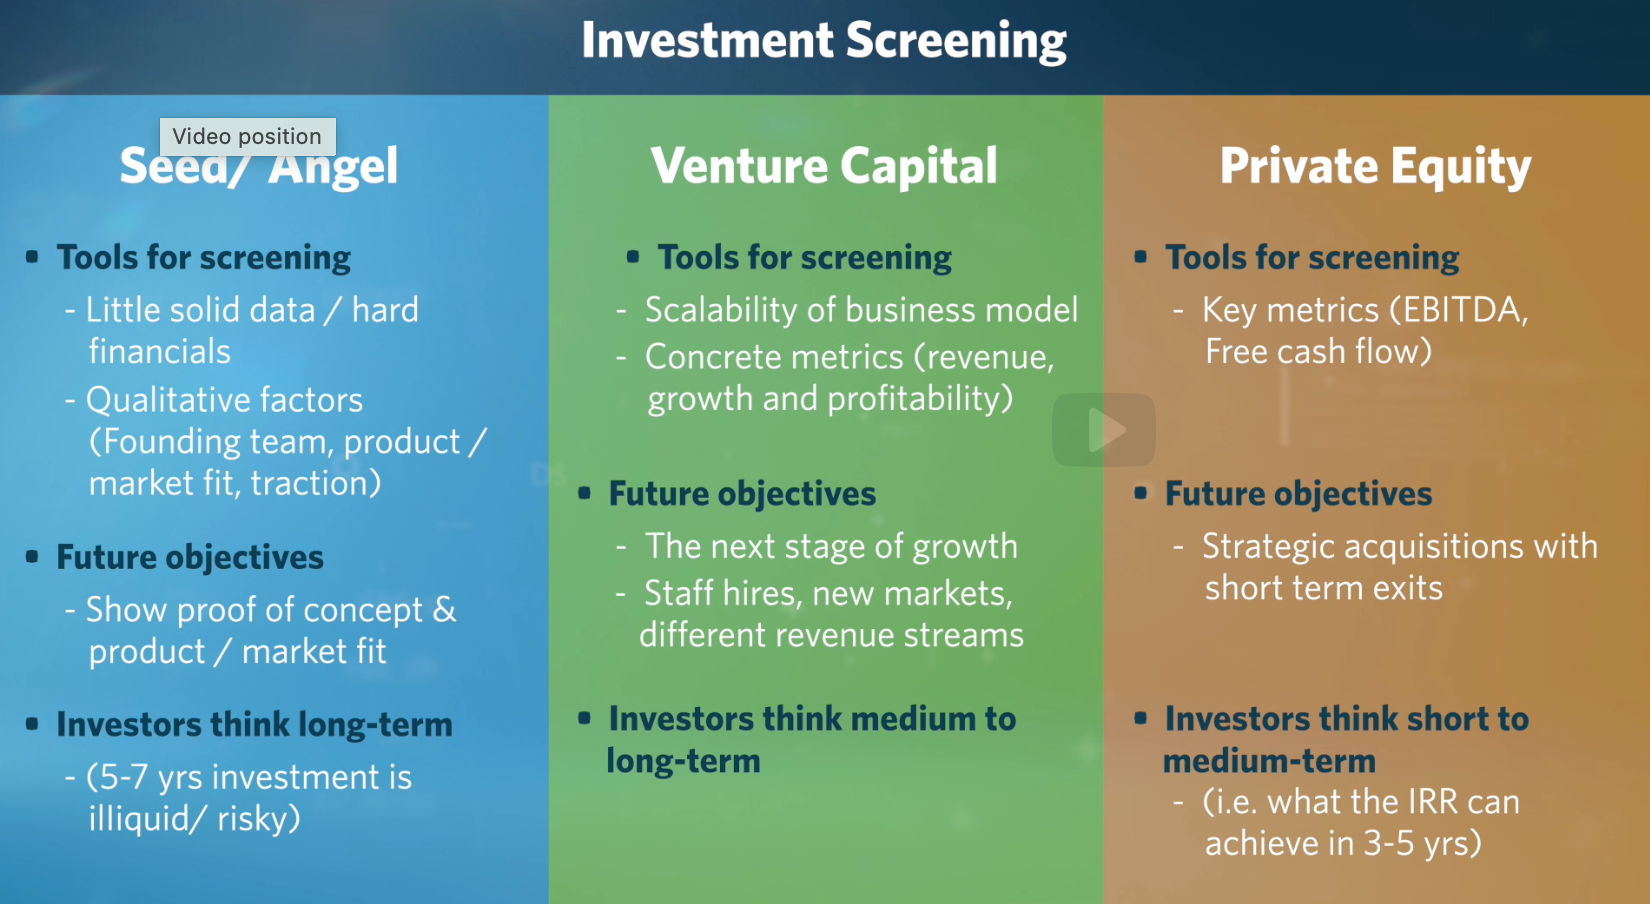 Investment Screening
Video position
Seed/ Angel
▪ Tools for screening
- Little solid data / hard
financials
- Qualitative factors
(Founding team, product /
market fit, traction)
▪ Future objectives
- Show proof of concept &
product / market fit
▪ Investors think long-term
- (5-7 yrs investment is
illiquid/ risky)
Venture Capital
▪ Tools for screening
- Scalability of business model
- Concrete metrics (revenue,
growth and profitability)
▪ Future objectives
- The next stage of growth
- Staff hires, new markets,
different revenue streams
▪ Investors think medium to
long-term
Private Equity
▪ Tools for screening
- Key metrics (EBITDA,
Free cash flow)
▪ Future objectives
- Strategic acquisitions with
short term exits
▪ Investors think short to
medium-term
- (i.e. what the IRR can
achieve in 3-5 yrs)